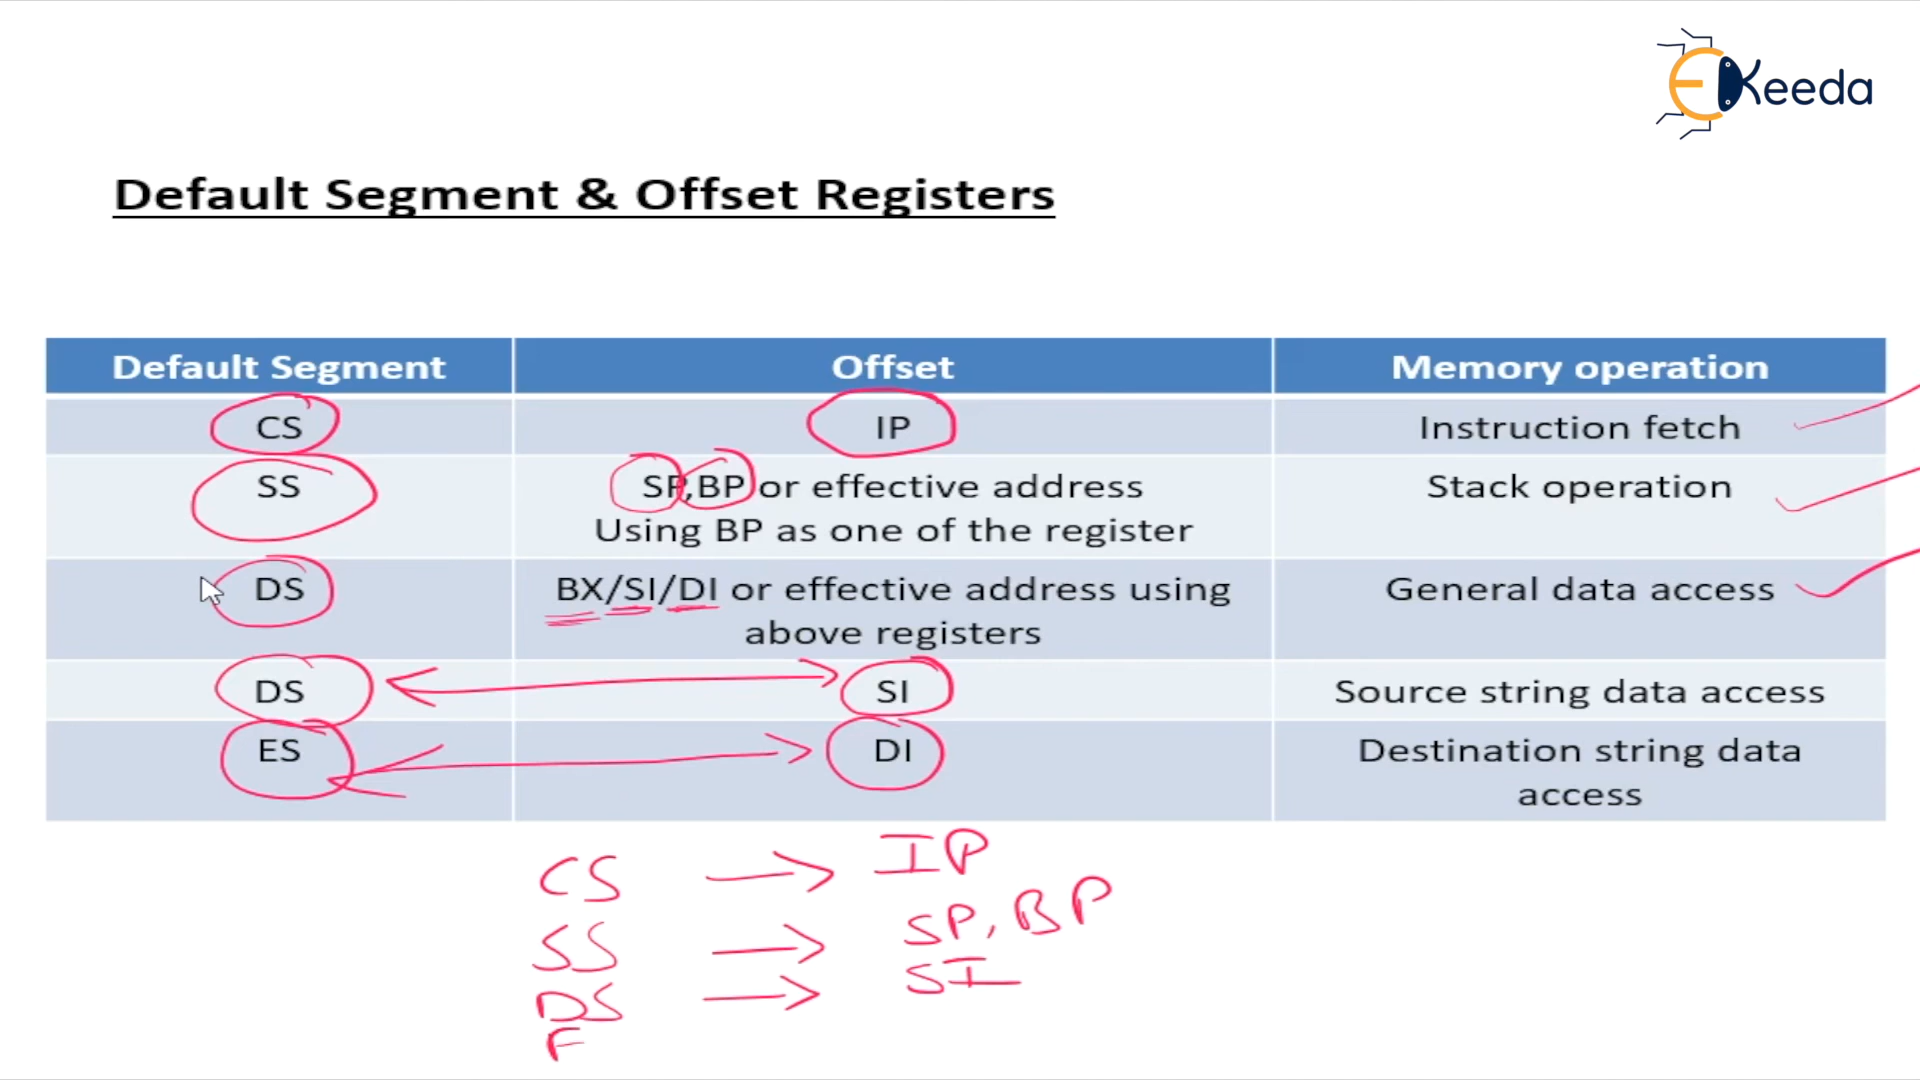 EKeeda
Default Segment & Offset Registers
Default Segment Offset Memory operation
CS IP Instruction fetch
SS SP,BP or effective address Stack operation
Using BP as one of the register
DS BX/SI/DI or effective address using General data access
above registers
DS SI Source string data access
ES DI Destination string data
access
CS → IP
SS → SP, BP
DS → SI